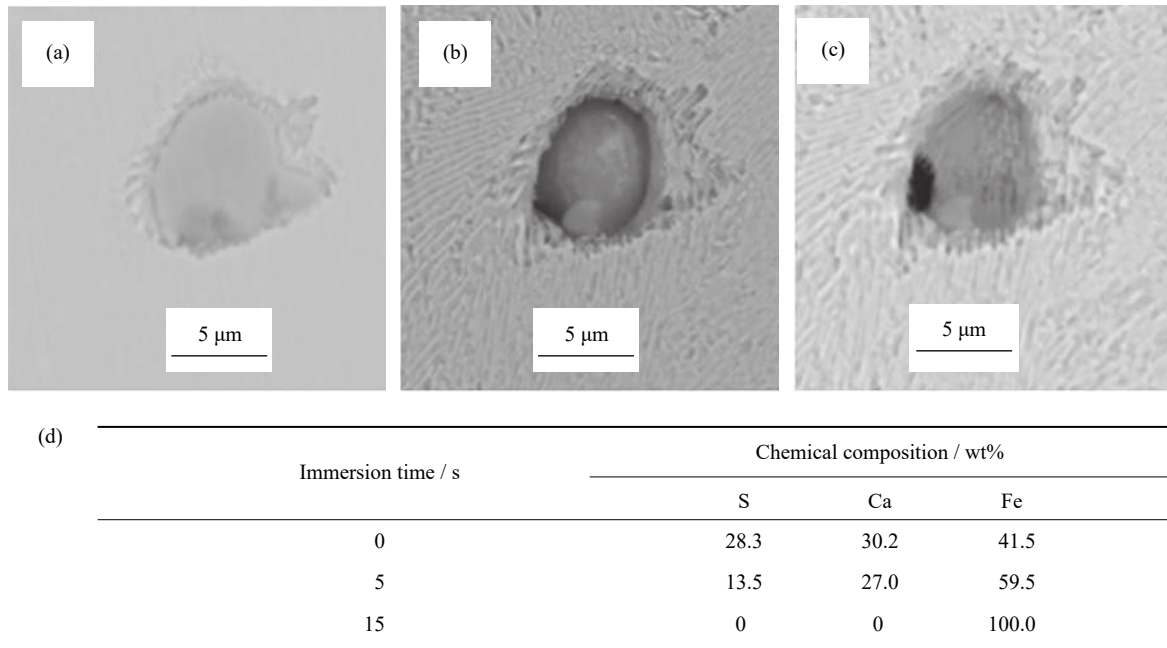 (a)
(b)
(c)
5 μm
5 μm
5 μm
(d)
Immersion time / s
Chemical composition / wt%
S Ca Fe
0 28.3 30.2 41.5
5 13.5 27.0 59.5
15 0 0 100.0